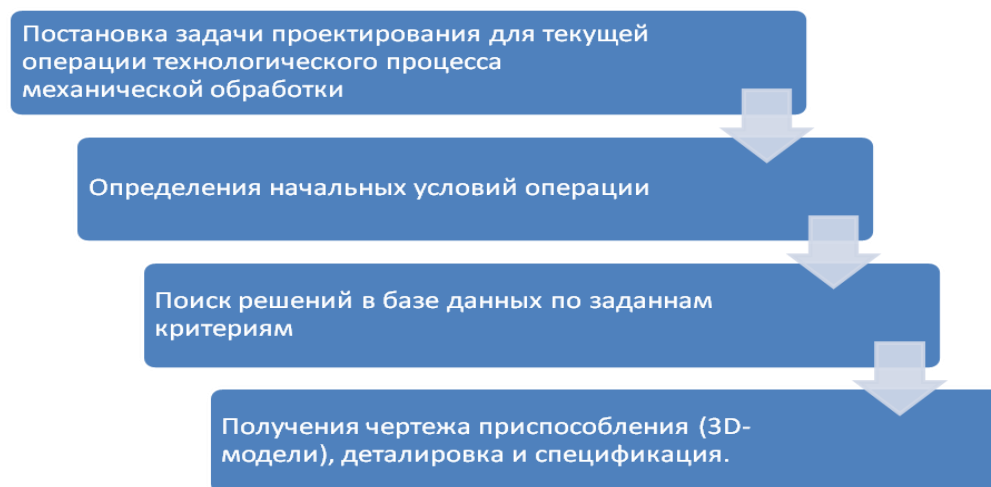 Постановка задачи проектирования для текущей
операции технологического процесса
механической обработки
Определения начальных условий операции
Поиск решений в базе данных по заданнам
критериям
Получения чертежа приспособления (3D-
модели), деталировка и спецификация.